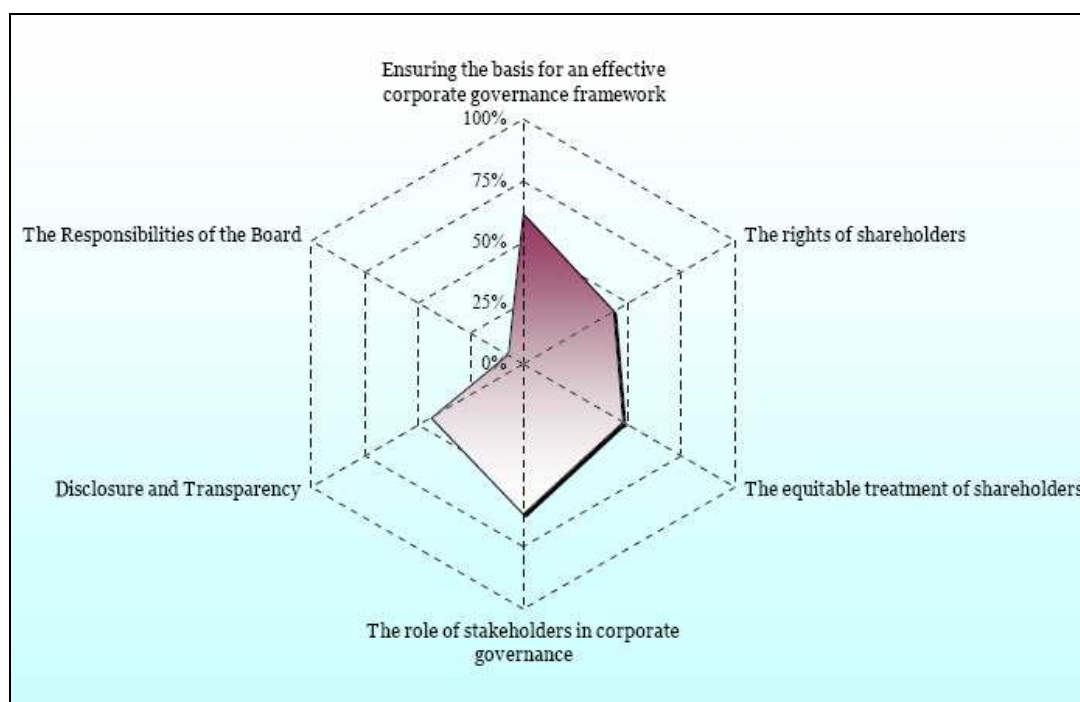 Ensuring the basis for an effective
corporate governance framework
100%
75%
The Responsibilities of the Board
50%
The rights of shareholders
25%
0%
Disclosure and Transparency
The equitable treatment of shareholders
The role of stakeholders in corporate
governance